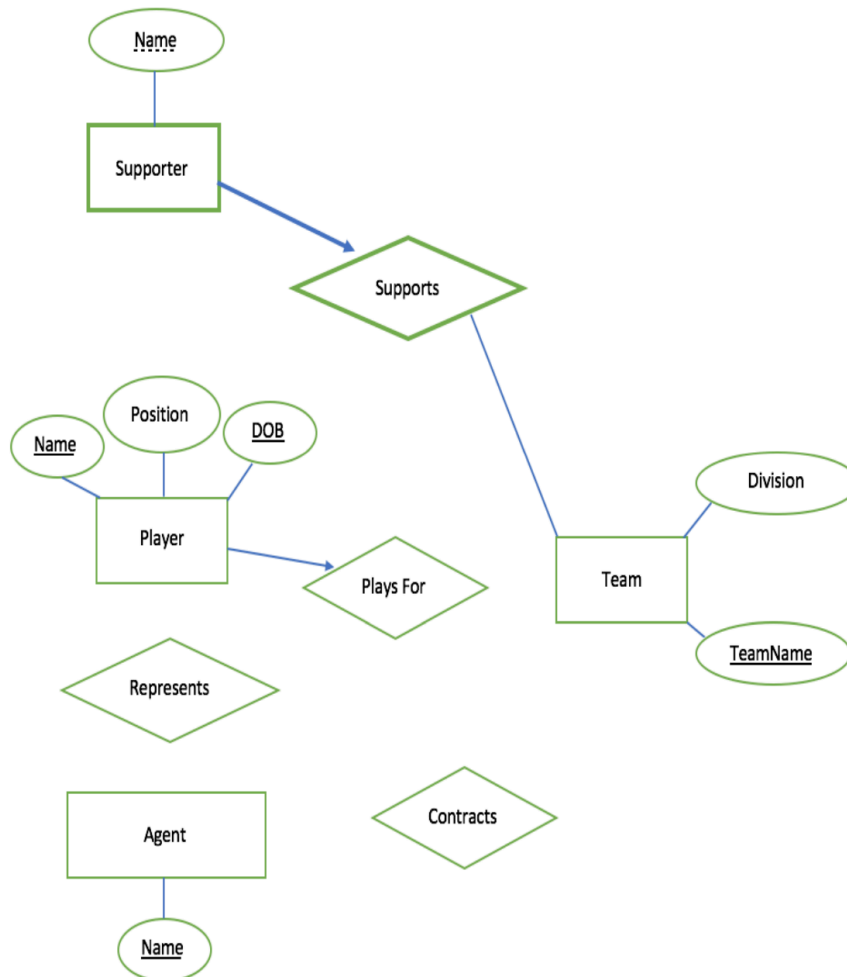 Name
Supporter
Supports
Position
Name
DOB
Division
Player
Team
Plays For
TeamName
Represents
Contracts
Agent
Name